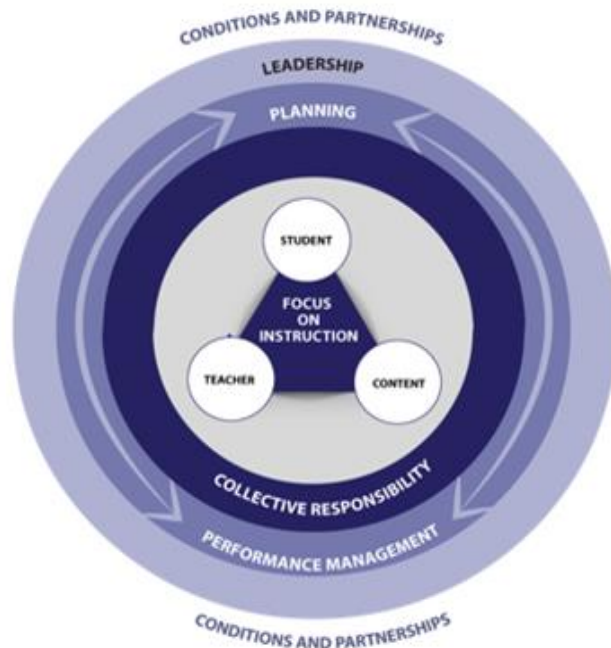 CONDITIONS AND PARTNERSHIPS
LEADERSHIP
PLANNING
STUDENT
FOCUS
ON
INSTRUCTION
TEACHER
CONTENT
COLLECTIVE RESPONSIBILITY
PERFORMANCE MANAGEMENT
CONDITIONS AND PARTNERSHIPS